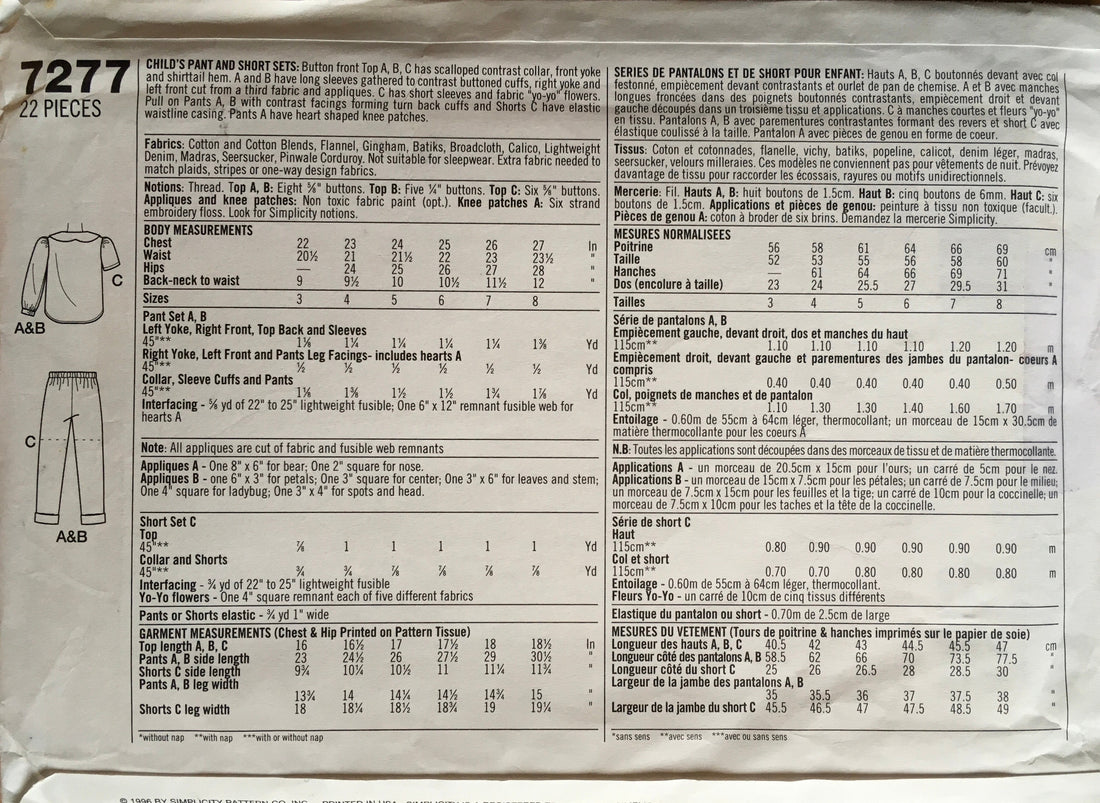 7277
22 PIECES
CHILD'S PANT AND SHORT SETS: Button front Top A, B, C has scalloped contrast collar, front yoke
and shirttail hem. A and B have long sleeves gathered to contrast buttoned cuffs, right yoke and
left front cut from a third fabric and appliques. C has short sleeves and fabric "yo-yo" flowers.
Pull on Pants A, B with contrast facings forming turn back cuffs and Shorts C have elastic
waistline casing. Pants A have heart shaped knee patches.
Fabrics: Cotton and Cotton Blends, Flannel, Gingham, Batiks, Broadcloth, Calico, Lightweight
Denim, Madras, Seersucker, Pinwale Corduroy. Not suitable for sleepwear. Extra fabric needed to
match plaids, stripes or one-way design fabrics.
Notions: Thread. Top A, B: Eight ⅝" buttons. Top B: Five ¼" buttons. Top C: Six ⅝" buttons.
Appliques and knee patches: Non toxic fabric paint (opt.). Knee patches A: Six strand
embroidery floss. Look for Simplicity notions.
BODY MEASUREMENTS
Chest 22 23 24 25 26 27 In
Waist 20½ 21 21½ 22 23 23½ "
Hips — 24 25 26 27 28 "
Back-neck to waist 9 9½ 10 10½ 11½ 12 "
Sizes 3 4 5 6 7 8
Pant Set A, B
Left Yoke, Right Front, Top Back and Sleeves
45"** 1⅛ 1¼ 1¼ 1¼ 1¼ 1⅜ Yd
Right Yoke, Left Front and Pants Leg Facings- includes hearts A
45"** ½ ½ ½ ½ ½ ½ Yd
Collar, Sleeve Cuffs and Pants
45"** 1⅛ 1⅜ 1½ 1½ 1¾ 1⅞ Yd
Interfacing - ⅝ yd of 22" to 25" lightweight fusible; One 6" x 12" remnant fusible web for
hearts A
Note: All appliques are cut of fabric and fusible web remnants
Appliques A - One 8" x 6" for bear; One 2" square for nose.
Appliques B - one 6" x 3" for petals; One 3" square for center; One 3" x 6" for leaves and stem;
One 4" square for ladybug; One 3" x 4" for spots and head.
Short Set C
Top
45"** ⅞ 1 1 1 1 1 Yd
Collar and Shorts
45"** ¾ ¾ ⅞ ⅞ ⅞ ⅞ Yd
Interfacing - ¾ yd of 22" to 25" lightweight fusible
Yo-Yo flowers - One 4" square remnant each of five different fabrics
Pants or Shorts elastic - ¾ yd 1" wide
GARMENT MEASUREMENTS (Chest & Hip Printed on Pattern Tissue)
Top length A, B, C 16 16½ 17 17½ 18 18½ In
Pants A, B side length 23 24½ 26 27½ 29 30½ "
Shorts C side length 9¾ 10¼ 10½ 11 11¼ 11¾ "
Pants A, B leg width
13¾ 14 14¼ 14½ 14¾ 15 "
Shorts C leg width 18 18¼ 18½ 18¾ 19 19¼ "
*without nap **with nap ***with or without nap
C
A&B
C
A&B
SERIES DE PANTALONS ET DE SHORT POUR ENFANT: Hauts A, B, C boutonnés devant avec col
festonné, empiècement devant contrastants et ourlet de pan de chemise. A et B avec manches
longues froncées dans des poignets boutonnés contrastants, empiècement droit et devant
gauche découpés dans un troisième tissu et applications. C à manches courtes et fleurs "yo-yo"
en tissu. Pantalons A, B avec parementures contrastantes formant des revers et short C avec
élastique coulissé à la taille. Pantalon A avec pièces de genou en forme de coeur.
Tissus: Coton et cotonnades, flanelle, vichy, batiks, popeline, calicot, denim léger, madras,
seersucker, velours milleraies. Ces modèles ne conviennent pas pour vêtements de nuit. Prévoyez
davantage de tissu pour raccorder les écossais, rayures ou motifs unidirectionnels.
Mercerie: Fil. Hauts A, B: huit boutons de 1.5cm. Haut B: cinq boutons de 6mm. Haut C: six
boutons de 1.5cm. Applications et pièces de genou: peinture à tissu non toxique (facult.).
Pièces de genou A: coton à broder de six brins. Demandez la mercerie Simplicity.
MESURES NORMALISEES
Poitrine 56 58 61 64 66 69 cm
Taille 52 53 55 56 58 60 "
Hanches — 61 64 66 69 71 "
Dos (encolure à taille) 23 24 25.5 27 29.5 31 "
Tailles 3 4 5 6 7 8
Série de pantalons A, B
Empiècement gauche, devant droit, dos et manches du haut
115cm** 1.10 1.10 1.10 1.10 1.20 1.20 m
Empiècement droit, devant gauche et parementures des jambes du pantalon- coeurs A
compris
115cm** 0.40 0.40 0.40 0.40 0.40 0.50 m
Col, poignets de manches et de pantalon
115cm** 1.10 1.30 1.30 1.40 1.60 1.70 m
Entoilage - 0.60m de 55cm à 64cm léger, thermocollant; un morceau de 15cm x 30.5cm de
matière thermocollante pour les coeurs A
N.B: Toutes les applications sont découpées dans des morceaux de tissu et de matière thermocollante.
Applications A - un morceau de 20.5cm x 15cm pour l'ours; un carré de 5cm pour le nez.
Applications B - un morceau de 15cm x 7.5cm pour les pétales; un carré de 7.5cm pour le milieu;
un morceau de 7.5cm x 15cm pour les feuilles et la tige; un carré de 10cm pour la coccinelle; un
morceau de 7.5cm x 10cm pour les taches et la tête de la coccinelle.
Série de short C
Haut
115cm** 0.80 0.90 0.90 0.90 0.90 0.90 m
Col et short
115cm** 0.70 0.70 0.80 0.80 0.80 0.80 m
Entoilage - 0.60m de 55cm à 64cm léger, thermocollant.
Fleurs Yo-Yo - un carré de 10cm de cinq tissus différents
Elastique du pantalon ou short - 0.70m de 2.5cm de large
MESURES DU VETEMENT (Tours de poitrine & hanches imprimés sur le papier de soie)
Longueur des hauts A, B, C 40.5 42 43 44.5 45.5 47 cm
Longueur côté des pantalons A, B 58.5 62 66 70 73.5 77.5 "
Longueur côté du short C 25 26 26.5 28 28.5 30 "
Largeur de la jambe des pantalons A, B
35 35.5 36 37 37.5 38 "
Largeur de la jambe du short C 45.5 46.5 47 47.5 48.5 49 "
*sans sens **avec sens ***avec ou sans sens
© 1996 BY SIMPLICITY PATTERN CO. INC. PRINTED IN U.S.A.